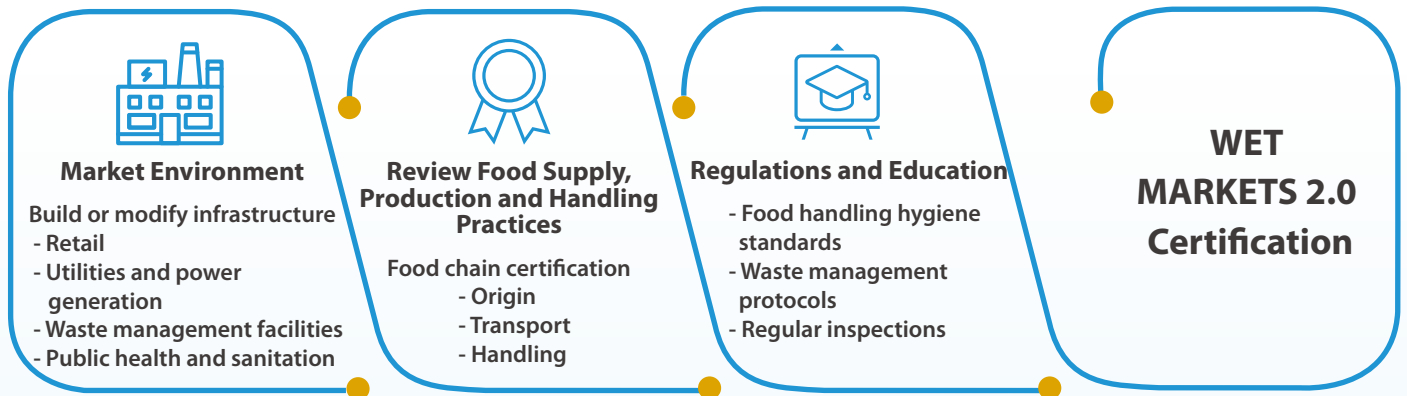 Market Environment
Build or modify infrastructure
- Retail
- Utilities and power
generation
- Waste management facilities
- Public health and sanitation
Review Food Supply,
Production and Handling
Practices
Food chain certification
- Origin
- Transport
- Handling
Regulations and Education
- Food handling hygiene
standards
- Waste management
protocols
- Regular inspections
WET
MARKETS 2.0
Certification